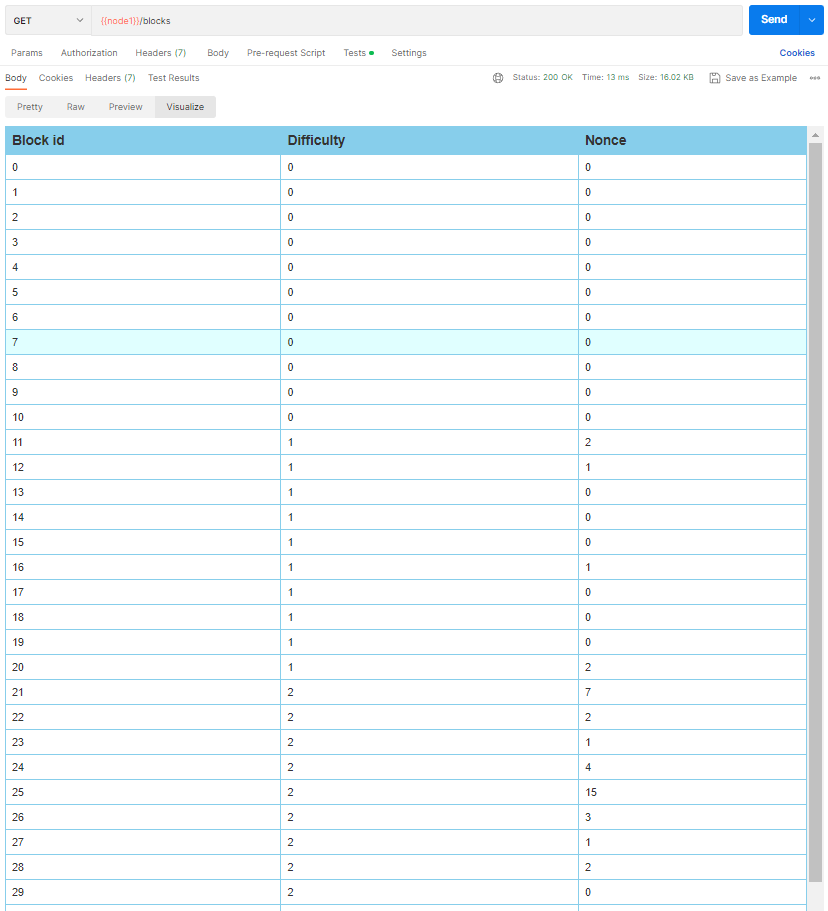 GET {{node1}}/blocks Send
Params Authorization Headers (7) Body Pre-request Script Tests Settings Cookies
Body Cookies Headers (7) Test Results Status: 200 OK Time: 13 ms Size: 16.02 KB Save as Example
Pretty Raw Preview Visualize
Block id Difficulty Nonce
0 0 0
1 0 0
2 0 0
3 0 0
4 0 0
5 0 0
6 0 0
7 0 0
8 0 0
9 0 0
10 0 0
11 1 2
12 1 1
13 1 0
14 1 0
15 1 0
16 1 1
17 1 0
18 1 0
19 1 0
20 1 2
21 2 7
22 2 2
23 2 1
24 2 4
25 2 15
26 2 3
27 2 1
28 2 2
29 2 0